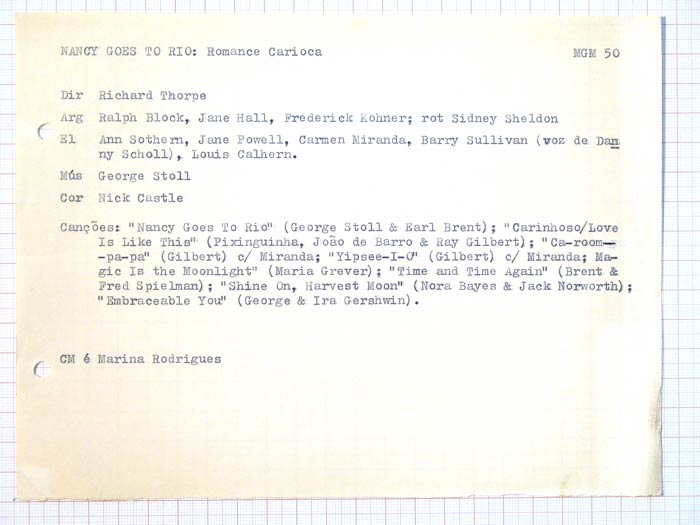 NANCY GOES TO RIO: Romance Carioca MGM 50
Dir Richard Thorpe
Arg Ralph Block, Jane Hall, Frederick Kohner; rot Sidney Sheldon
El Ann Sothern, Jane Powell, Carmen Miranda, Barry Sullivan (voz de Dan
ny Scholl), Louis Calhern.
Mús George Stoll
Cor Nick Castle
Canções: "Nancy Goes To Rio" (George Stoll & Earl Brent); "Carinhoso/Love
Is Like This" (Pixinguinha, João de Barro & Ray Gilbert); "Ca-room-
-pa-pa" (Gilbert) c/ Miranda; "Yipsee-I-O" (Gilbert) c/ Miranda; Ma-
gic Is the Moonlight" (Maria Grever); "Time and Time Again" (Brent &
Fred Spielman); "Shine On, Harvest Moon" (Nora Bayes & Jack Norworth);
"Embraceable You" (George & Ira Gershwin).
CM é Marina Rodrigues